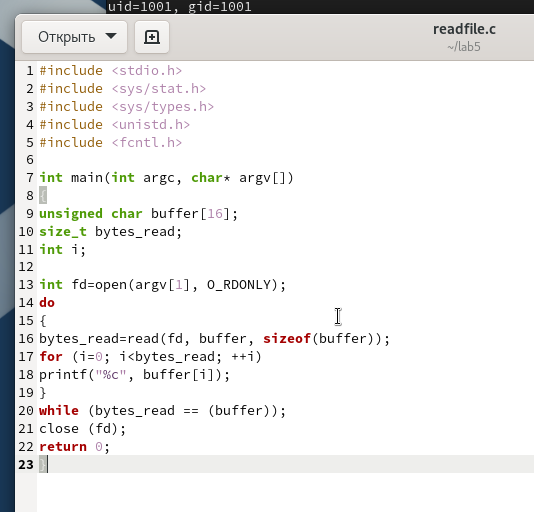 uid=1001, gid=1001
Открыть
readfile.c
~/lab5
1 #include <stdio.h>
2 #include <sys/stat.h>
3 #include <sys/types.h>
4 #include <unistd.h>
5 #include <fcntl.h>
6
7 int main(int argc, char* argv[])
8 {
9 unsigned char buffer[16];
10 size_t bytes_read;
11 int i;
12
13 int fd=open(argv[1], O_RDONLY);
14 do
15 {
16 bytes_read=read(fd, buffer, sizeof(buffer));
17 for (i=0; i<bytes_read; ++i)
18 printf("%c", buffer[i]);
19 }
20 while (bytes_read == (buffer));
21 close (fd);
22 return 0;
23 }